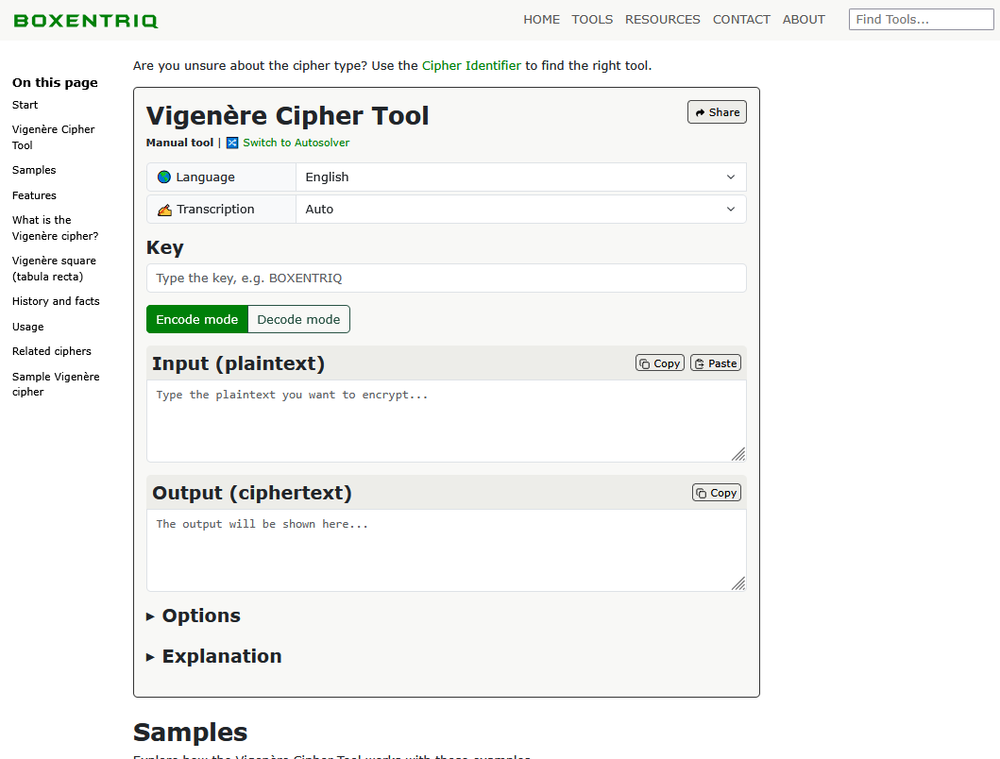 BOXENTRIQ
HOME TOOLS RESOURCES CONTACT ABOUT Find Tools...
On this page
Start
Vigenère Cipher
Tool
Samples
Features
What is the
Vigenère cipher?
Vigenère square
(tabula recta)
History and facts
Usage
Related ciphers
Sample Vigenère
cipher
Are you unsure about the cipher type? Use the Cipher Identifier to find the right tool.
Vigenère Cipher Tool
Share
Manual tool | 🔀 Switch to Autosolver
🌍 Language English
✍ Transcription Auto
Key
Type the key, e.g. BOXENTRIQ
Encode mode Decode mode
Input (plaintext) Copy Paste
Type the plaintext you want to encrypt...
Output (ciphertext) Copy
The output will be shown here...
▸ Options
▸ Explanation
Samples
Explore how the Vigenère Cipher Tool works with these examples